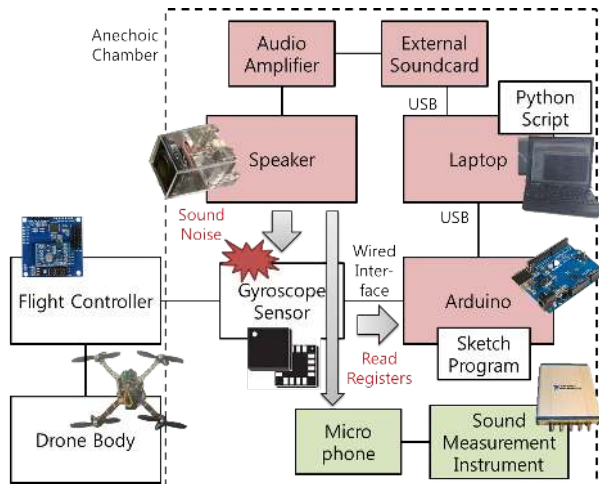 Anechoic
Chamber
Audio
Amplifier
External
Soundcard
USB
Python
Script
Speaker
Laptop
Sound
Noise
USB
Wired
Inter-
face
Flight Controller
Gyroscope
Sensor
Arduino
Read
Registers
Sketch
Program
Drone Body
Micro
phone
Sound
Measurement
Instrument